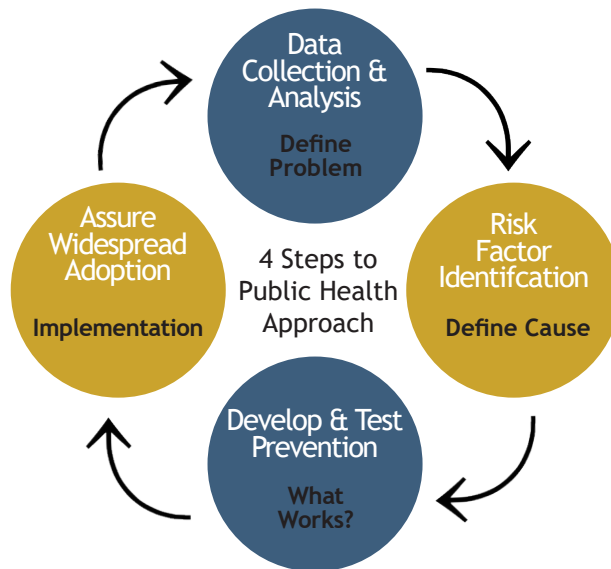 Data
Collection &
Analysis
Define
Problem
Risk
Factor
Identifcation
Define Cause
Develop & Test
Prevention
What
Works?
Assure
Widespread
Adoption
Implementation
4 Steps to
Public Health
Approach